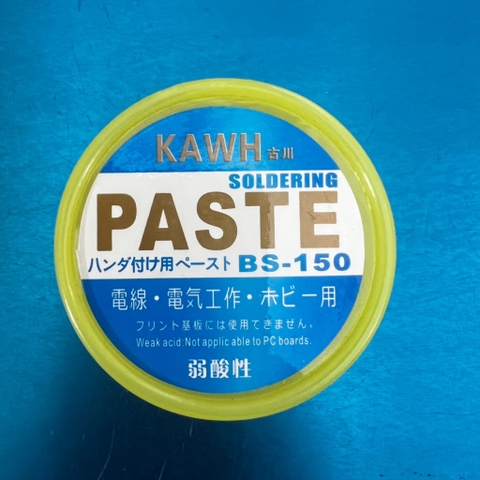 KAWH 古川
SOLDERING
PASTE
ハンダ付け用ペースト BS-150
電線・電気工作・ホビー用
フリント基板には使用てきません。
Weak acid:Not applic able to PC boards.
弱酸性